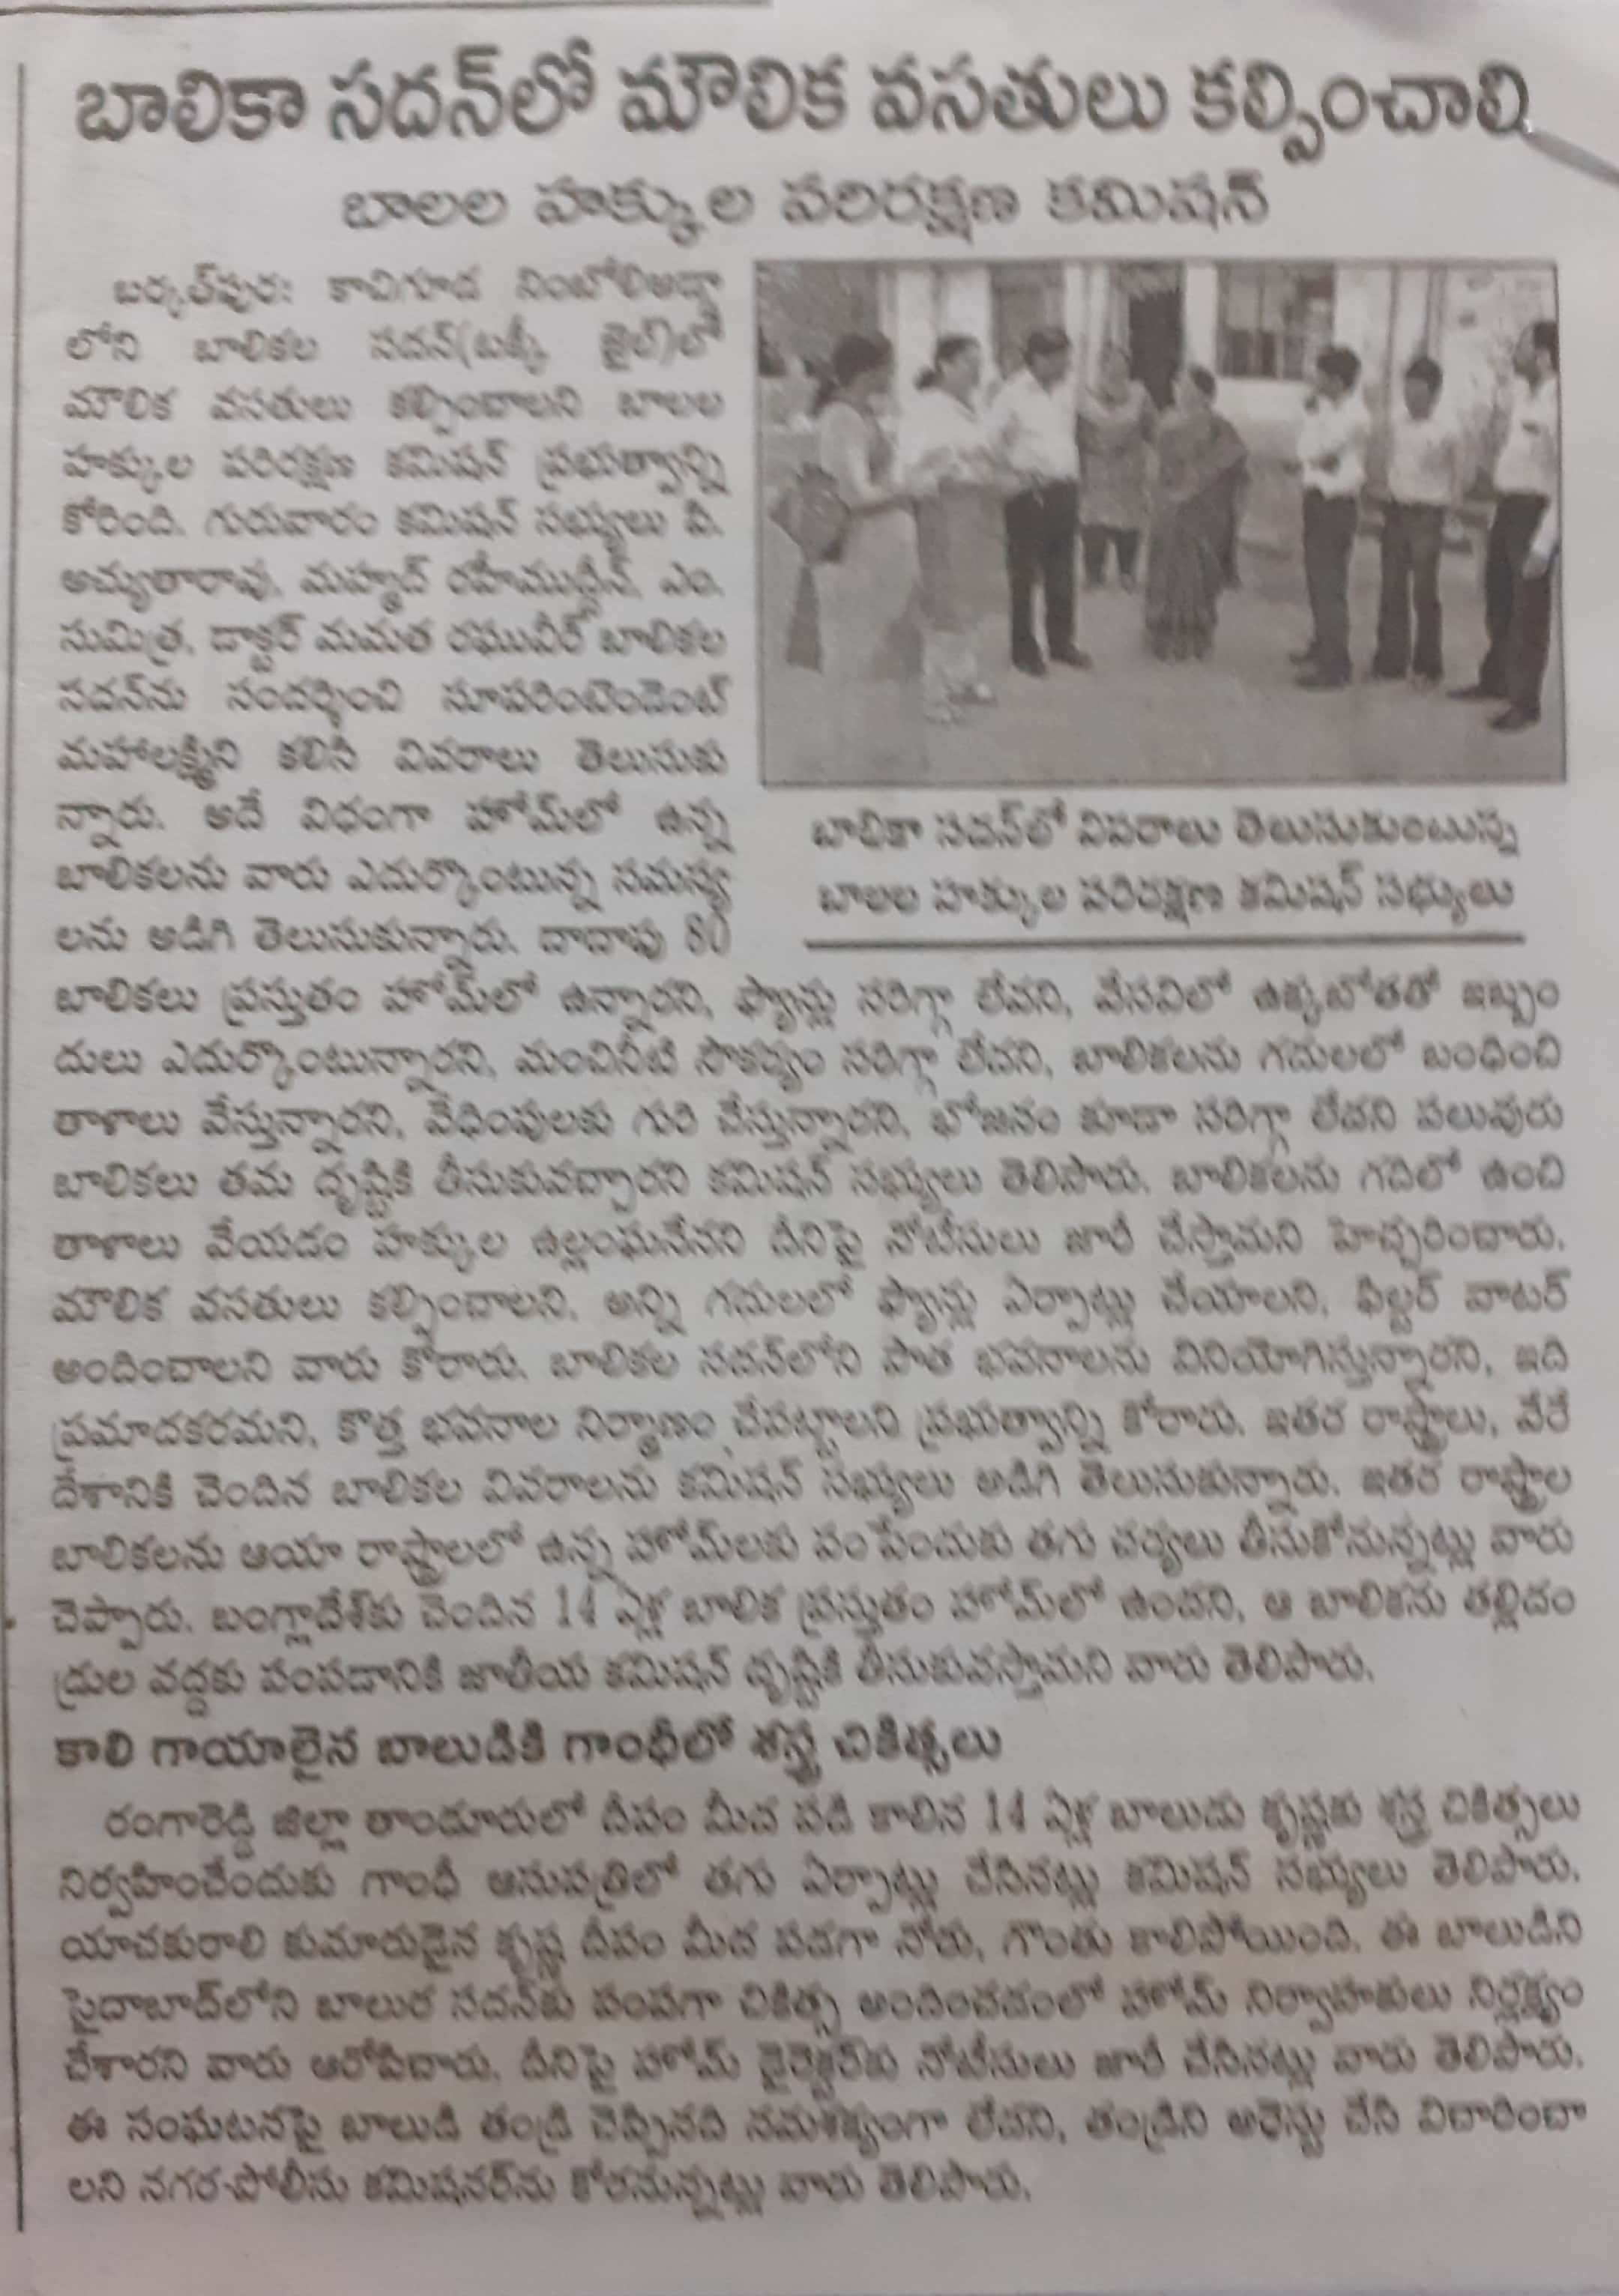 బాలికా సదన్‌లో మౌలిక వసతులు కల్పించాలి
బాలల హక్కుల పరిరక్షణ కమిషన్
బర్కత్‌పుర: కాచిగూడ నింబోలిఅడ్డా
లోని బాలికల సదన్(టక్కీ జైల్)లో
మౌలిక వసతులు కల్పించాలని బాలల
హక్కుల పరిరక్షణ కమిషన్ ప్రభుత్వాన్ని
కోరింది. గురువారం కమిషన్ సభ్యులు పి.
అచ్యుతారావు, మహ్మద్ రహీముద్దీన్, ఎం.
సుమిత్ర, డాక్టర్ మమత రఘువీర్ బాలికల
సదన్‌ను సందర్శించి సూపరింటెండెంట్
మహాలక్ష్మిని కలిసి వివరాలు తెలుసుకు
న్నారు. అదే విధంగా హోమ్‌లో ఉన్న
బాలికలను వారు ఎదుర్కొంటున్న సమస్య
లను అడిగి తెలుసుకున్నారు. దాదాపు 80
బాలికలు ప్రస్తుతం హోమ్‌లో ఉన్నారని, ఫ్యాన్లు సరిగ్గా లేవని, వేసవిలో ఉక్కబోతతో ఇబ్బం
దులు ఎదుర్కొంటున్నారని, మంచినీటి సౌకర్యం సరిగ్గా లేదని, బాలికలను గదులలో బంధించి
తాళాలు వేస్తున్నారని, వేధింపులకు గురి చేస్తున్నారని, భోజనం కూడా సరిగ్గా లేదని పలువురు
బాలికలు తమ దృష్టికి తీసుకువచ్చారని కమిషన్ సభ్యులు తెలిపారు. బాలికలను గదిలో ఉంచి
తాళాలు వేయడం హక్కుల ఉల్లంఘనేనని దీనిపై నోటీసులు జారీ చేస్తామని హెచ్చరించారు.
మౌలిక వసతులు కల్పించాలని, అన్ని గదులలో ఫ్యాన్లు ఏర్పాట్లు చేయాలని, ఫిల్టర్ వాటర్
అందించాలని వారు కోరారు. బాలికల సదన్‌లోని పాత భవనాలను వినియోగిస్తున్నారని, ఇది
ప్రమాదకరమని, కొత్త భవనాల నిర్మాణం చేపట్టాలని ప్రభుత్వాన్ని కోరారు. ఇతర రాష్ట్రాలు, వేరే
దేశానికి చెందిన బాలికల వివరాలను కమిషన్ సభ్యులు అడిగి తెలుసుకున్నారు. ఇతర రాష్ట్రాల
బాలికలను ఆయా రాష్ట్రాలలో ఉన్న హోమ్‌లకు పంపేందుకు తగు చర్యలు తీసుకోనున్నట్లు వారు
చెప్పారు. బంగ్లాదేశ్‌కు చెందిన 14 ఏళ్ల బాలిక ప్రస్తుతం హోమ్‌లో ఉందని, ఆ బాలికను తల్లిదం
డ్రుల వద్దకు పంపడానికి జాతీయ కమిషన్ దృష్టికి తీసుకువస్తామని వారు తెలిపారు.
బాలికా సదన్‌లో వివరాలు తెలుసుకుంటున్న
బాలల హక్కుల పరిరక్షణ కమిషన్ సభ్యులు
కాలి గాయాలైన బాలుడికి గాంధీలో శస్త్ర చికిత్సలు
రంగారెడ్డి జిల్లా తాండూరులో దీపం మీద పడి కాలిన 14 ఏళ్ల బాలుడు కృష్ణకు శస్త్ర చికిత్సలు
నిర్వహించేందుకు గాంధీ ఆసుపత్రిలో తగు ఏర్పాట్లు చేసినట్లు కమిషన్ సభ్యులు తెలిపారు.
యాచకురాలి కుమారుడైన కృష్ణ దీపం మీద పడగా నోరు, గొంతు కాలిపోయింది. ఈ బాలుడిని
సైదాబాద్‌లోని బాలుర సదన్‌కు పంపగా చికిత్స అందించడంలో హోమ్ నిర్వాహకులు నిర్లక్ష్యం
చేశారని వారు ఆరోపించారు. దీనిపై హోమ్ డైరెక్టర్‌కు నోటీసులు జారీ చేసినట్లు వారు తెలిపారు.
ఈ సంఘటనపై బాలుడి తండ్రి చెప్పినది సమశక్యంగా లేదని, తండ్రిని అరెస్టు చేసి విచారించా
లని నగర పోలీసు కమిషనర్‌ను కోరనున్నట్లు వారు తెలిపారు.